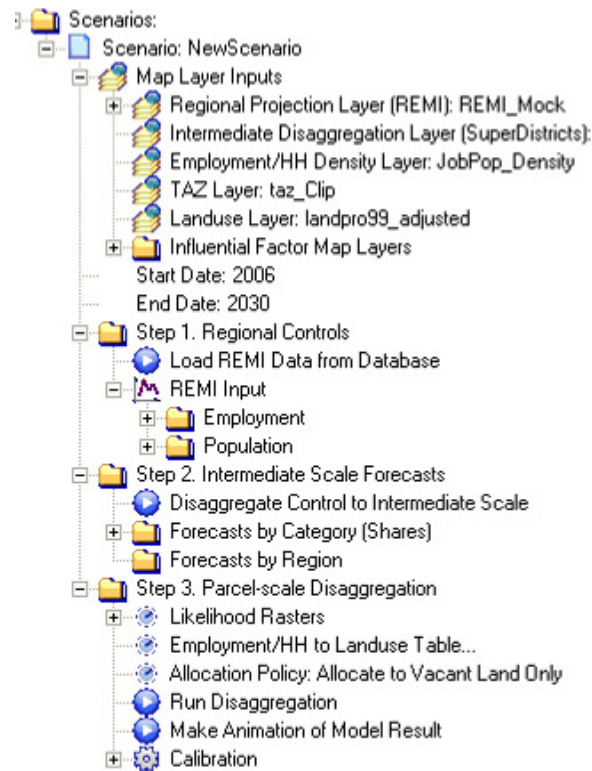 Scenarios:
Scenario: NewScenario
Map Layer Inputs
Regional Projection Layer (REMI): REMI_Mock
Intermediate Disaggregation Layer (SuperDistricts):
Employment/HH Density Layer: JobPop_Density
TAZ Layer: taz_Clip
Landuse Layer: landpro99_adjusted
Influential Factor Map Layers
Start Date: 2006
End Date: 2030
Step 1. Regional Controls
Load REMI Data from Database
REMI Input
Employment
Population
Step 2. Intermediate Scale Forecasts
Disaggregate Control to Intermediate Scale
Forecasts by Category (Shares)
Forecasts by Region
Step 3. Parcel-scale Disaggregation
Likelihood Rasters
Employment/HH to Landuse Table...
Allocation Policy: Allocate to Vacant Land Only
Run Disaggregation
Make Animation of Model Result
Calibration